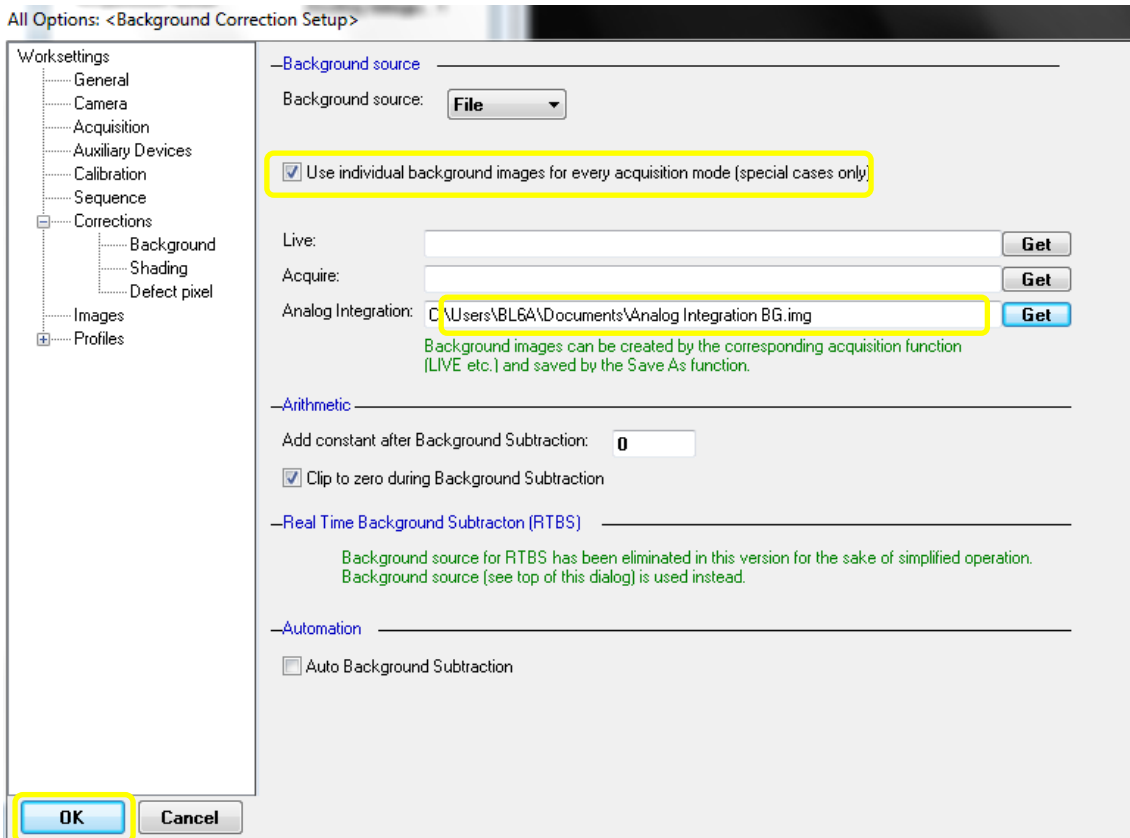 All Options: <Background Correction Setup>
Worksettings
General
Camera
Acquisition
Auxiliary Devices
Calibration
Sequence
Corrections
Background
Shading
Defect pixel
Images
Profiles
OK
Cancel
Background source
Background source:
File
Use individual background images for every acquisition mode (special cases only)
Live:
Get
Acquire:
Get
Analog Integration:
C:\Users\BL6A\Documents\Analog Integration BG.img
Get
Background images can be created by the corresponding acquisition function
(LIVE etc.) and saved by the Save As function.
Arithmetic
Add constant after Background Subtraction:
0
Clip to zero during Background Subtraction
Real Time Background Subtracton (RTBS)
Background source for RTBS has been eliminated in this version for the sake of simplified operation.
Background source (see top of this dialog) is used instead.
Automation
Auto Background Subtraction